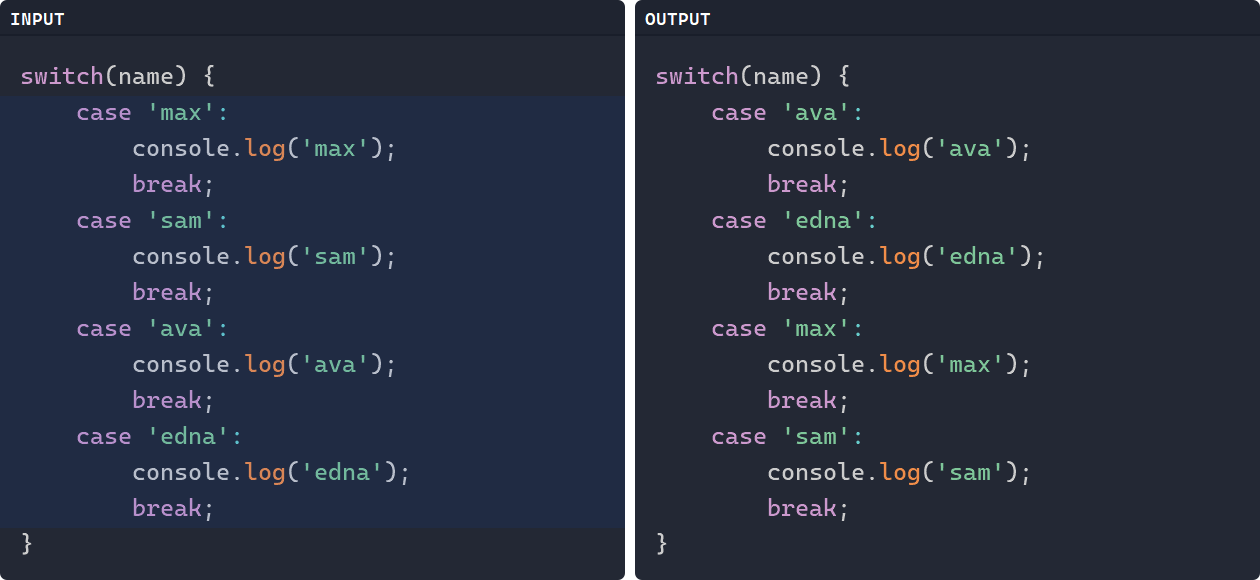 INPUT
switch(name) {
    case 'max':
        console.log('max');
        break;
    case 'sam':
        console.log('sam');
        break;
    case 'ava':
        console.log('ava');
        break;
    case 'edna':
        console.log('edna');
        break;
}
OUTPUT
switch(name) {
    case 'ava':
        console.log('ava');
        break;
    case 'edna':
        console.log('edna');
        break;
    case 'max':
        console.log('max');
        break;
    case 'sam':
        console.log('sam');
        break;
}